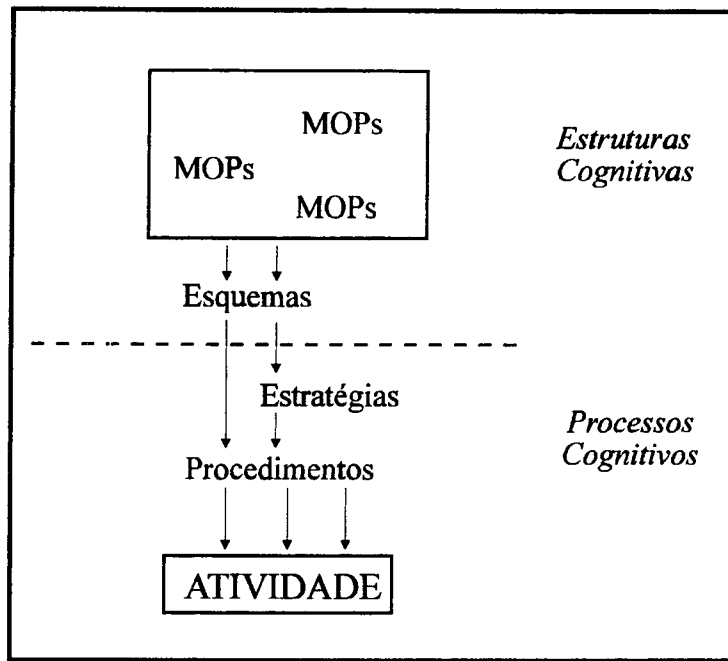 MOPs
MOPs
MOPs
Estruturas
Cognitivas
Esquemas
Estratégias
Procedimentos
Processos
Cognitivos
ATIVIDADE